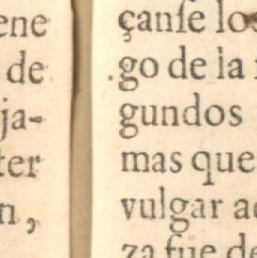 ene
de
ja-
ter
n,
çanſe los
go de la
gundos
mas que
vulgar
za fue de